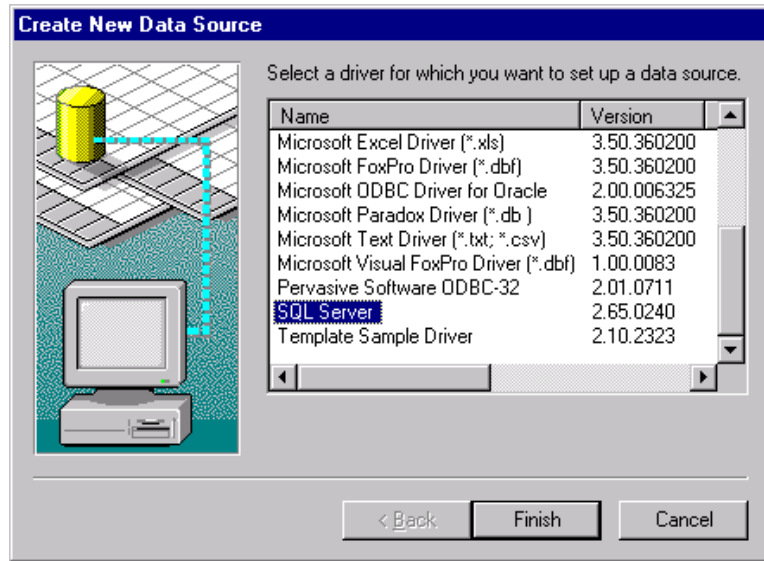 Create New Data Source
Select a driver for which you want to set up a data source.
Name Version
Microsoft Excel Driver (*.xls) 3.50.360200
Microsoft FoxPro Driver (*.dbf) 3.50.360200
Microsoft ODBC Driver for Oracle 2.00.006325
Microsoft Paradox Driver (*.db ) 3.50.360200
Microsoft Text Driver (*.txt; *.csv) 3.50.360200
Microsoft Visual FoxPro Driver (*.dbf) 1.00.0083
Pervasive Software ODBC-32 2.01.0711
SQL Server 2.65.0240
Template Sample Driver 2.10.2323
< Back Finish Cancel